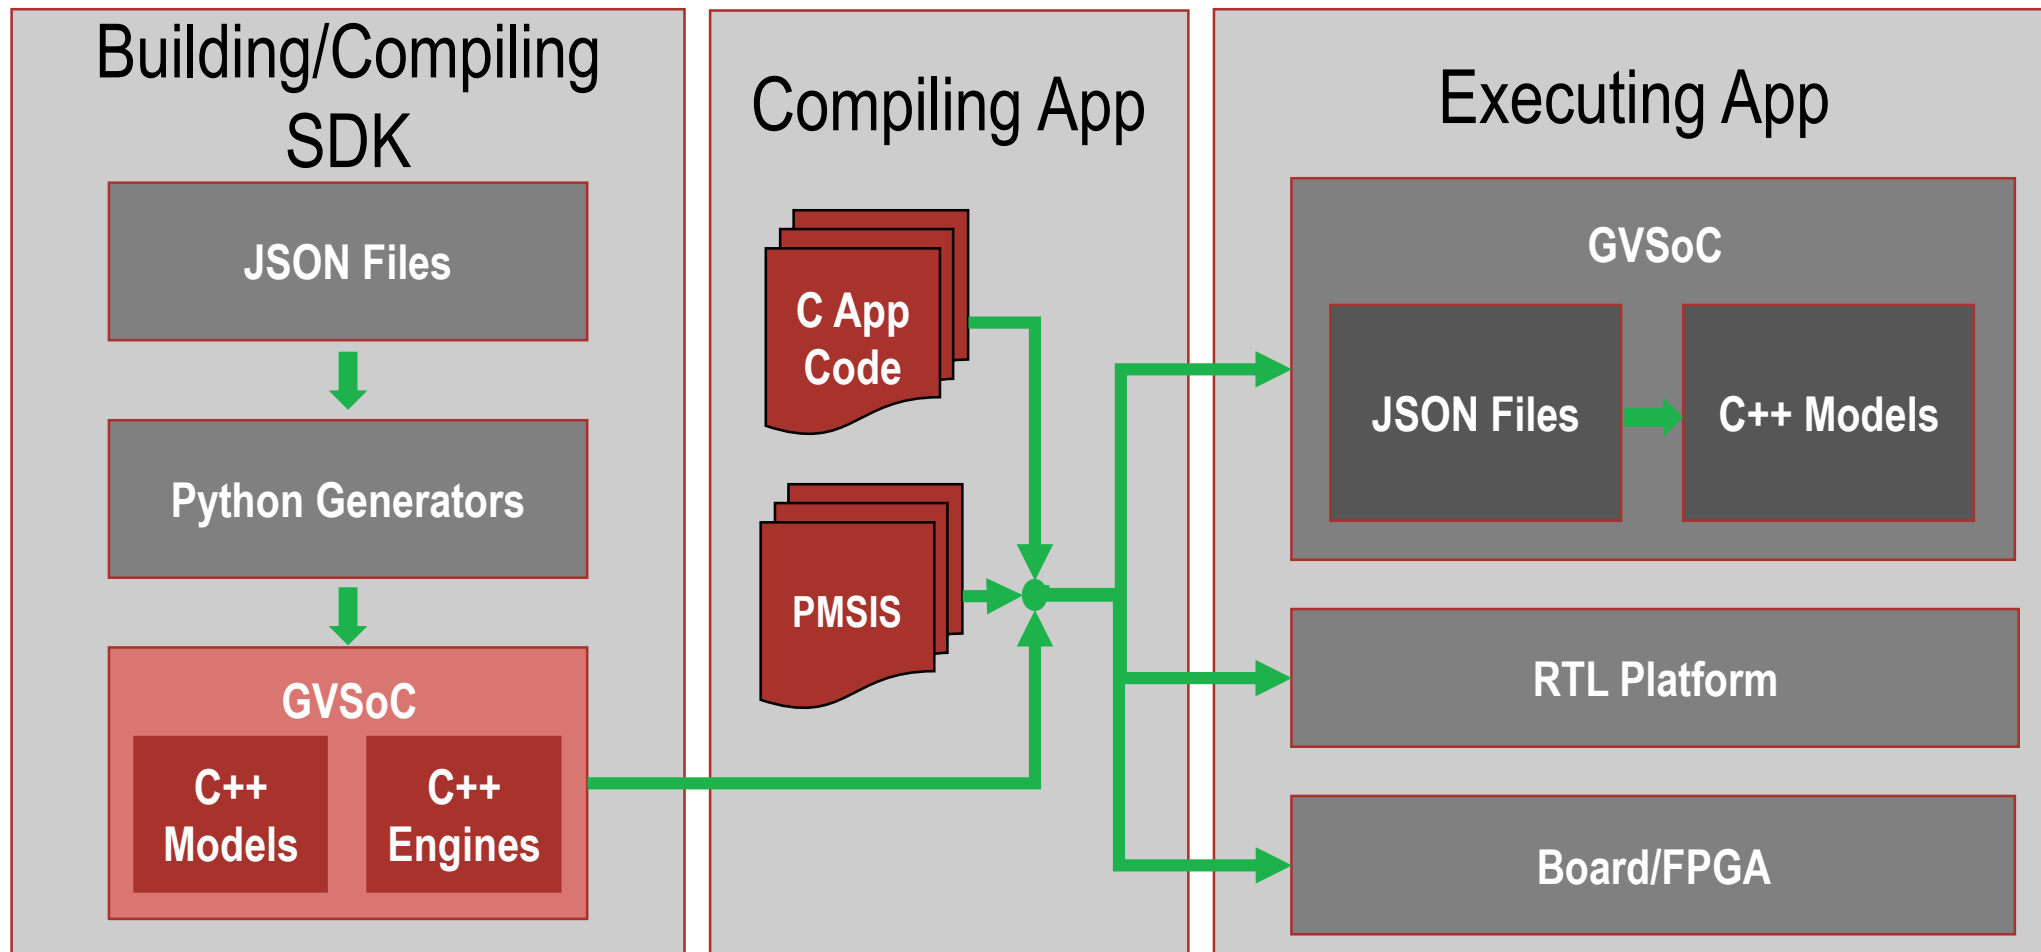 Building/Compiling
SDK
JSON Files
Python Generators
GVSoC
C++
Models
C++
Engines
Compiling App
C App
Code
PMSIS
Executing App
GVSoC
JSON Files
C++ Models
RTL Platform
Board/FPGA